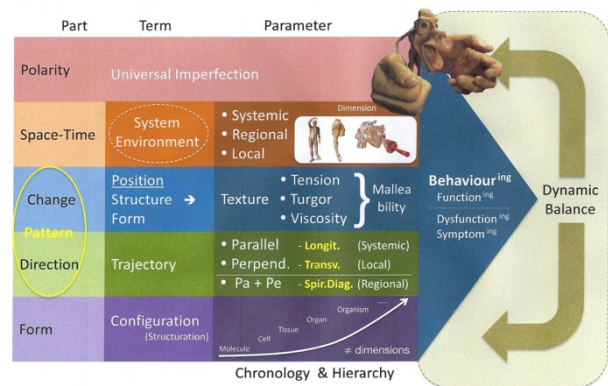 Part Term Parameter
Polarity
Universal Imperfection
Space-Time
System
Environment
• Systemic
• Regional
• Local
Dimension
Change
Pattern
Direction
Position
Structure →
Form
Texture
• Tension
• Turgor
• Viscosity
} Mallea
bility
Trajectory
• Parallel - Longit. (Systemic)
• Perpend. - Transv. (Local)
• Pa + Pe - Spir.Diag. (Regional)
Form
Configuration
(Structuration)
Molecule
Cell
Tissue
Organ
Organism
.....
≠ dimensions
Chronology & Hierarchy
Behaviour ing
Function ing
Dysfunction ing
Symptom ing
Dynamic
Balance